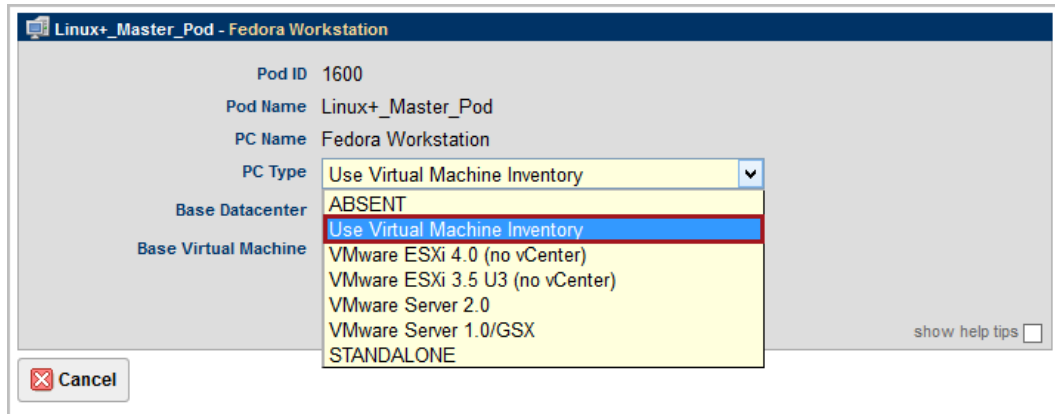 Linux+_Master_Pod - Fedora Workstation
Pod ID 1600
Pod Name Linux+_Master_Pod
PC Name Fedora Workstation
PC Type Use Virtual Machine Inventory
Base Datacenter
Base Virtual Machine
ABSENT
Use Virtual Machine Inventory
VMware ESXi 4.0 (no vCenter)
VMware ESXi 3.5 U3 (no vCenter)
VMware Server 2.0
VMware Server 1.0/GSX
STANDALONE
show help tips
Cancel